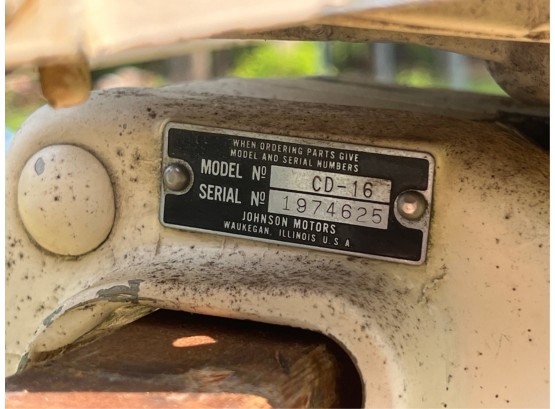 WHEN ORDERING PARTS GIVE
MODEL AND SERIAL NUMBERS
MODEL Nº CD-16
SERIAL Nº 1974625
JOHNSON MOTORS
WAUKEGAN, ILLINOIS U.S.A